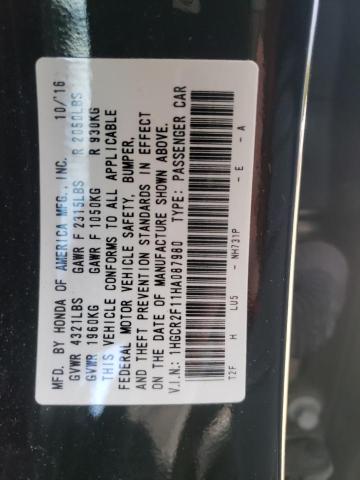 MFD. BY HONDA OF AMERICA MFG., INC. 10/'16
GVWR 4321LBS GAWR F 2315LBS R 2050LBS
GVWR 1960KG GAWR F 1050KG R 930KG
THIS VEHICLE CONFORMS TO ALL APPLICABLE
FEDERAL MOTOR VEHICLE SAFETY, BUMPER,
AND THEFT PREVENTION STANDARDS IN EFFECT
ON THE DATE OF MANUFACTURE SHOWN ABOVE.
V.I.N.: 1HGCR2F11HA087980 TYPE: PASSENGER CAR
T2F H LU5 - NH731P - E - A